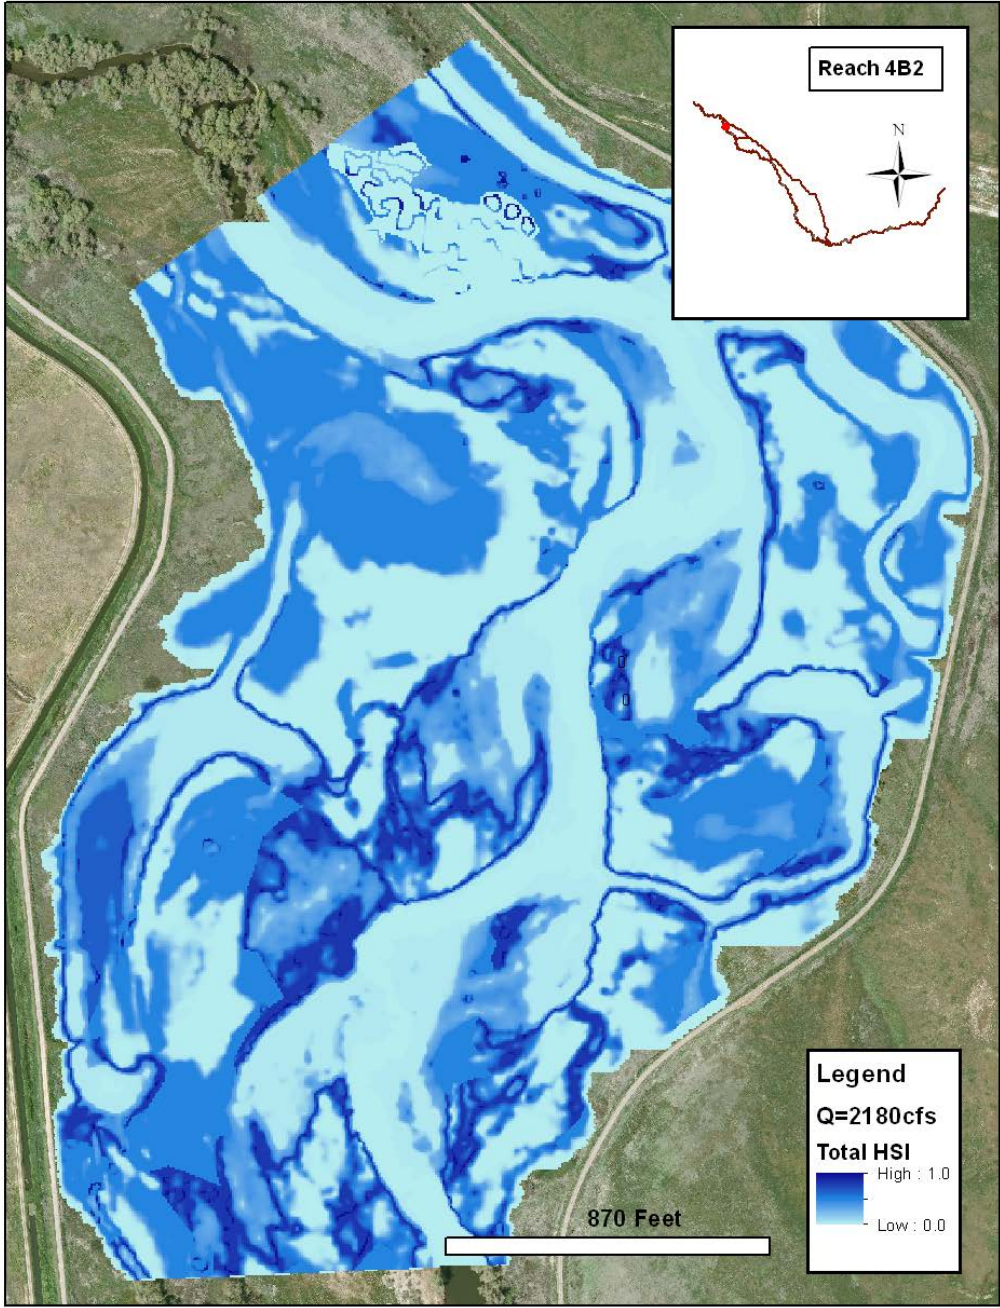 Reach 4B2
N
Legend
Q=2180cfs
Total HSI
High : 1.0
Low : 0.0
870 Feet